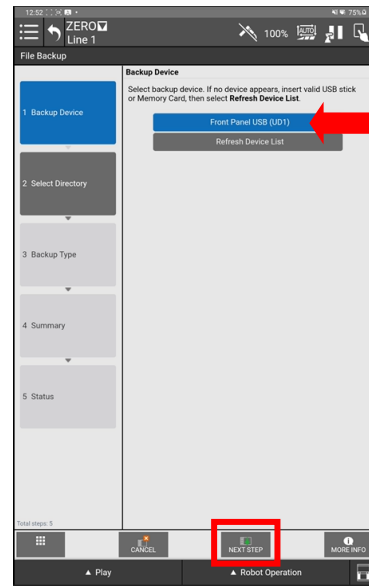 12:52
75%
ZERO
Line 1
100%
AUTO
File Backup
Backup Device
Select backup device. If no device appears, insert valid USB stick
or Memory Card, then select Refresh Device List.
1 Backup Device
Front Panel USB (UD1)
Refresh Device List
2 Select Directory
3 Backup Type
4 Summary
5 Status
Total steps: 5
CANCEL
NEXT STEP
MORE INFO
▲ Play
▲ Robot Operation